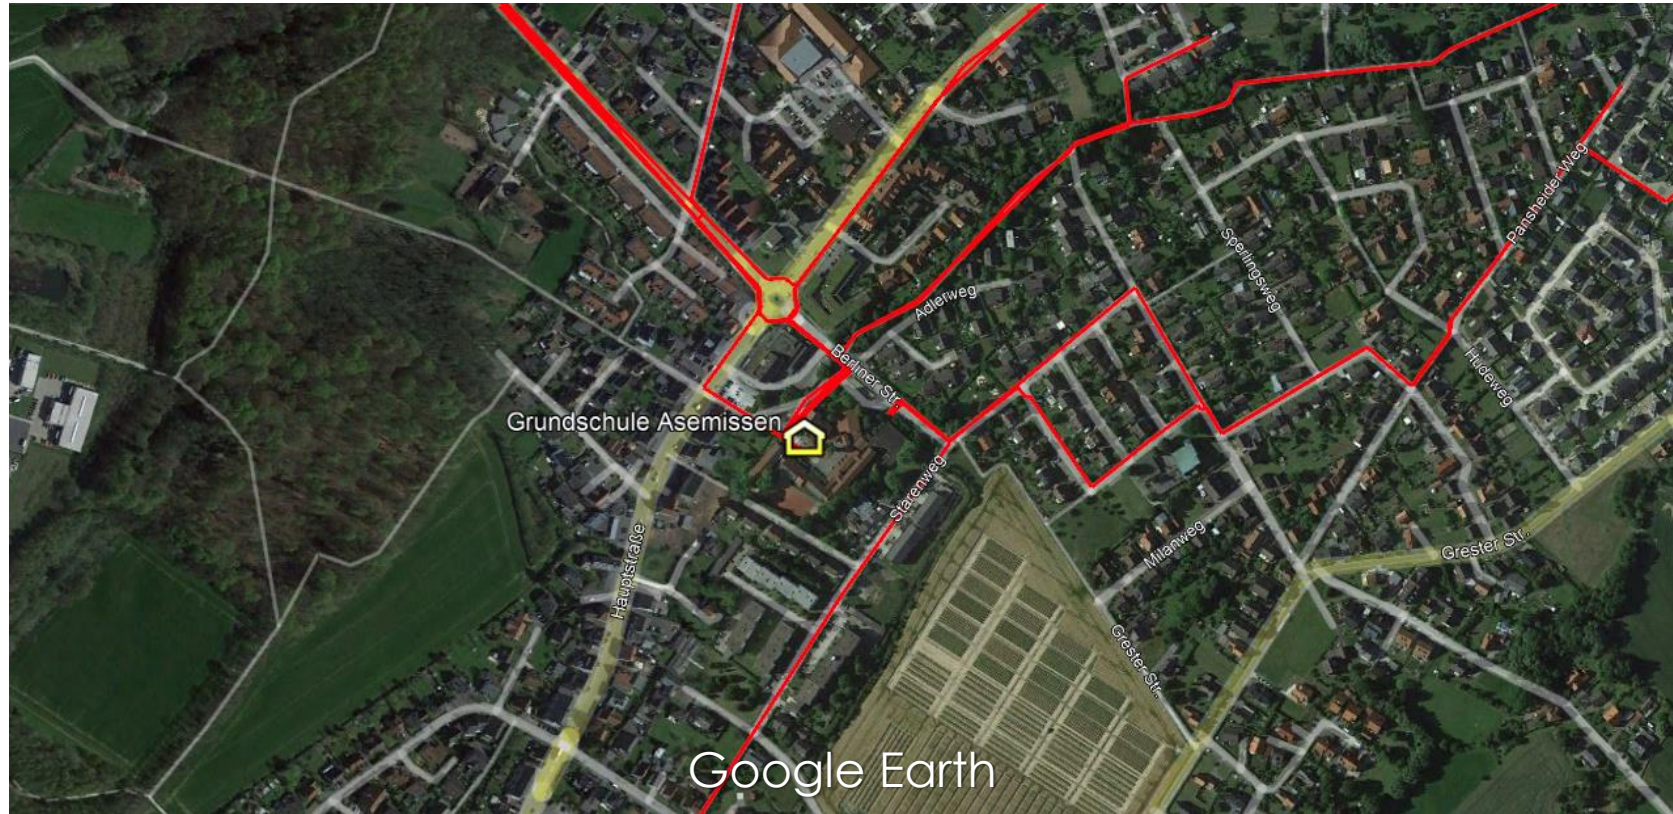 Pansheider Weg
Sperlingsweg
Adlerweg
Berliner Str.
Hudeweg
Grundschule Asemissen
Starenweg
Milanweg
Grester Str.
Hauptstraße
Grester Str.
Google Earth